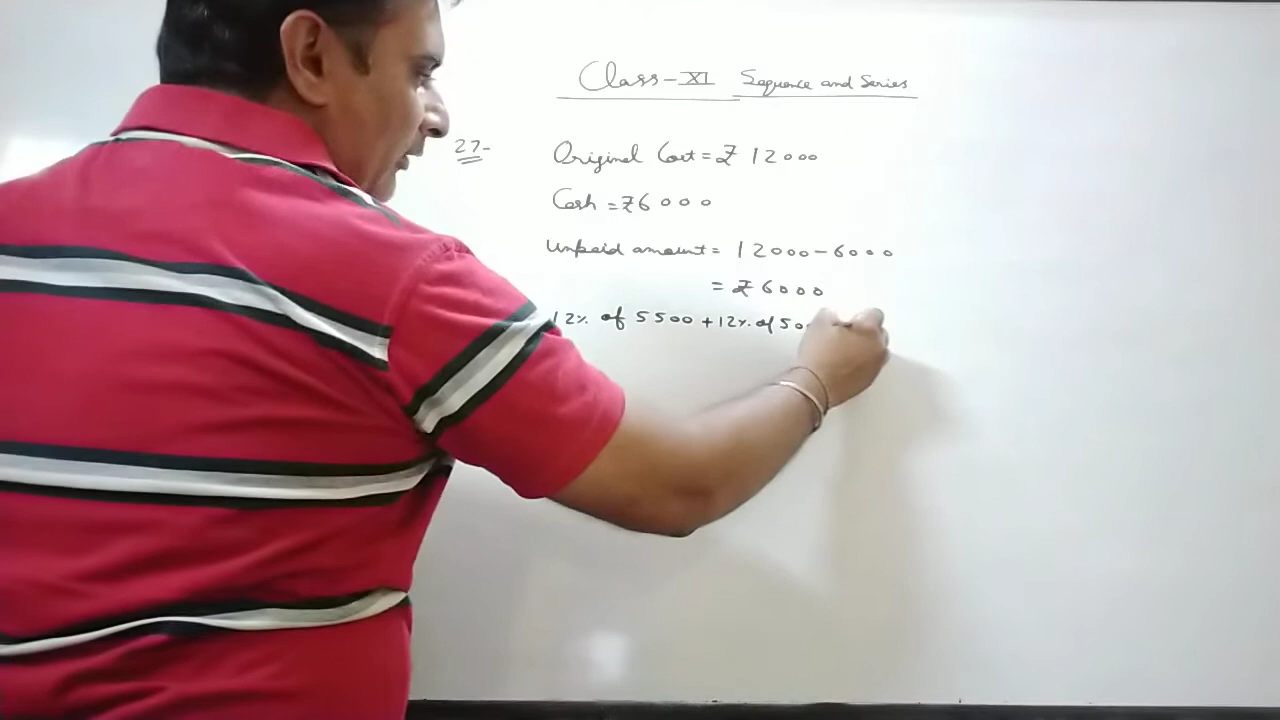 Class-XI Sequence and Series
27-
Original Cost = ₹ 12000
Cash = ₹6000
Unpaid amount = 12000-6000
= ₹6000
12% of 5500 + 12% of 50